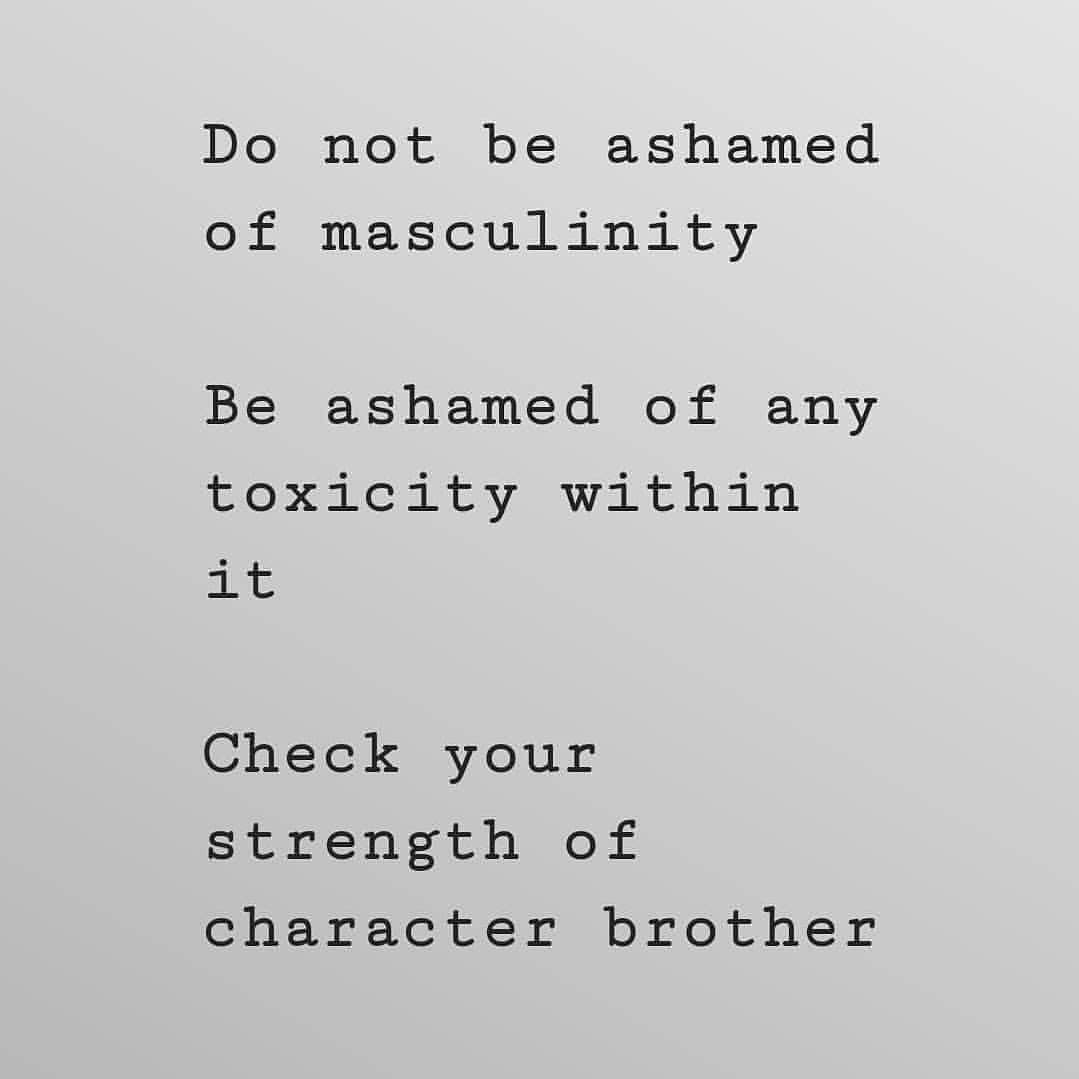 Do not be ashamed
of masculinity
Be ashamed of any
toxicity within
it
Check your
strength of
character brother